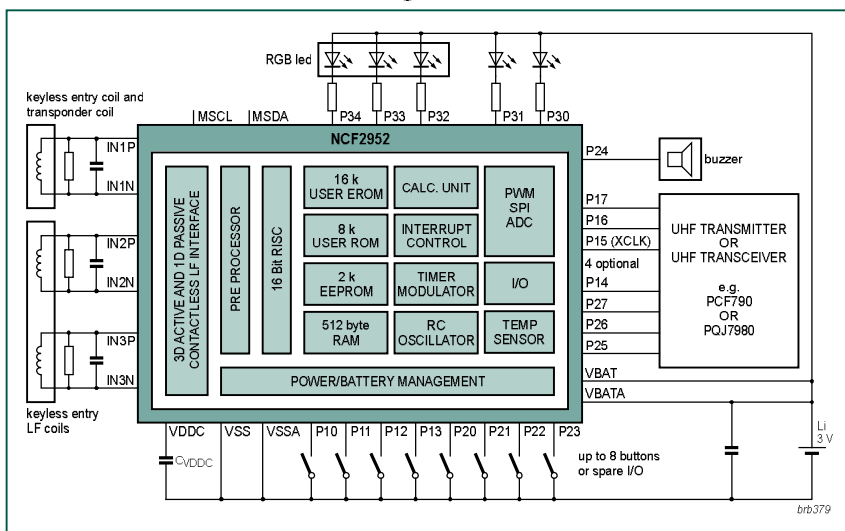 RGB led
keyless entry coil and
transponder coil
MSCL
MSDA
P34
P33
P32
P31
P30
NCF2952
IN1P
IN1N
IN2P
IN2N
IN3P
IN3N
keyless entry
LF coils
3D ACTIVE AND 1D PASSIVE
CONTACTLESS LF INTERFACE
PRE PROCESSOR
16 Bit RISC
16 k
USER EROM
CALC. UNIT
PWM
SPI
ADC
8 k
USER ROM
INTERRUPT
CONTROL
2 k
EEPROM
TIMER
MODULATOR
I/O
512 byte
RAM
RC
OSCILLATOR
TEMP
SENSOR
POWER/BATTERY MANAGEMENT
P24
buzzer
P17
P16
P15 (XCLK)
4 optional
P14
P27
P26
P25
UHF TRANSMITTER
OR
UHF TRANSCEIVER
e.g.
PCF790
OR
PQJ7980
VBAT
VBATA
VDDC
VSS
VSSA
P10
P11
P12
P13
P20
P21
P22
P23
CVDDC
up to 8 buttons
or spare I/O
Li
3 V
brb379